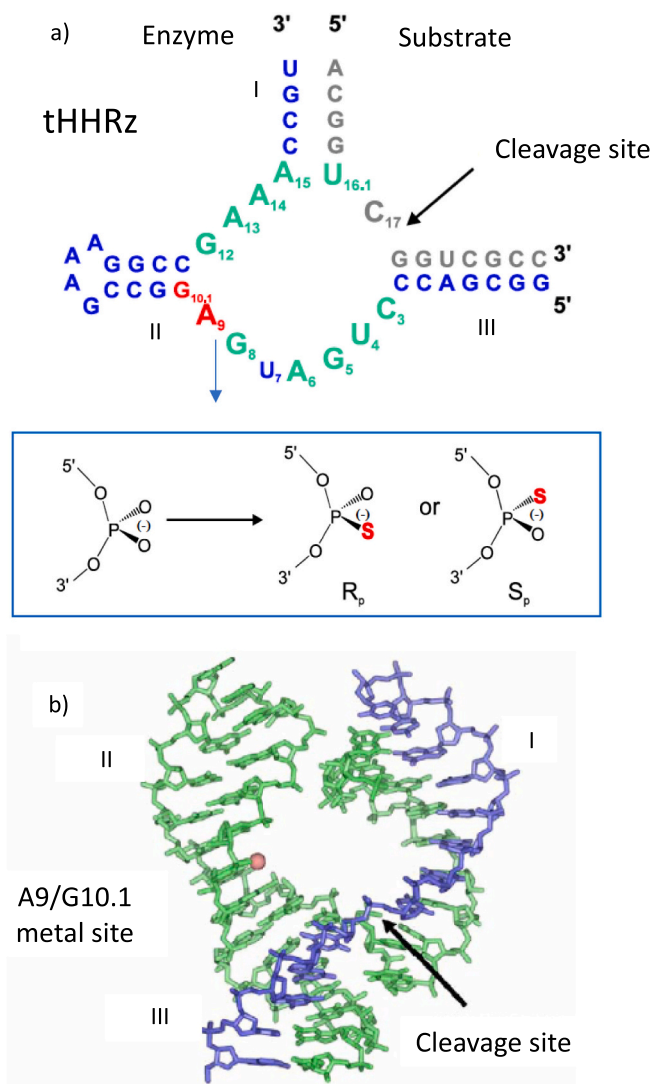 a) Enzyme 3' 5' Substrate
I
U A
G C
C G
C G
tHHRz
Cleavage site
A15 U16.1
A14
A13 C17
G12
A A G G C C
A G C C G G10.1
A9
II
G G U C G C C 3'
C C A G C G G 5'
III
G8 U7 A6 G5 U4 C3
5' O P O (-) O O 3'
5' O P O (-) S O 3'
Rp
or
5' O P S (-) O O 3'
Sp
b)
II
I
A9/G10.1
metal site
III
Cleavage site